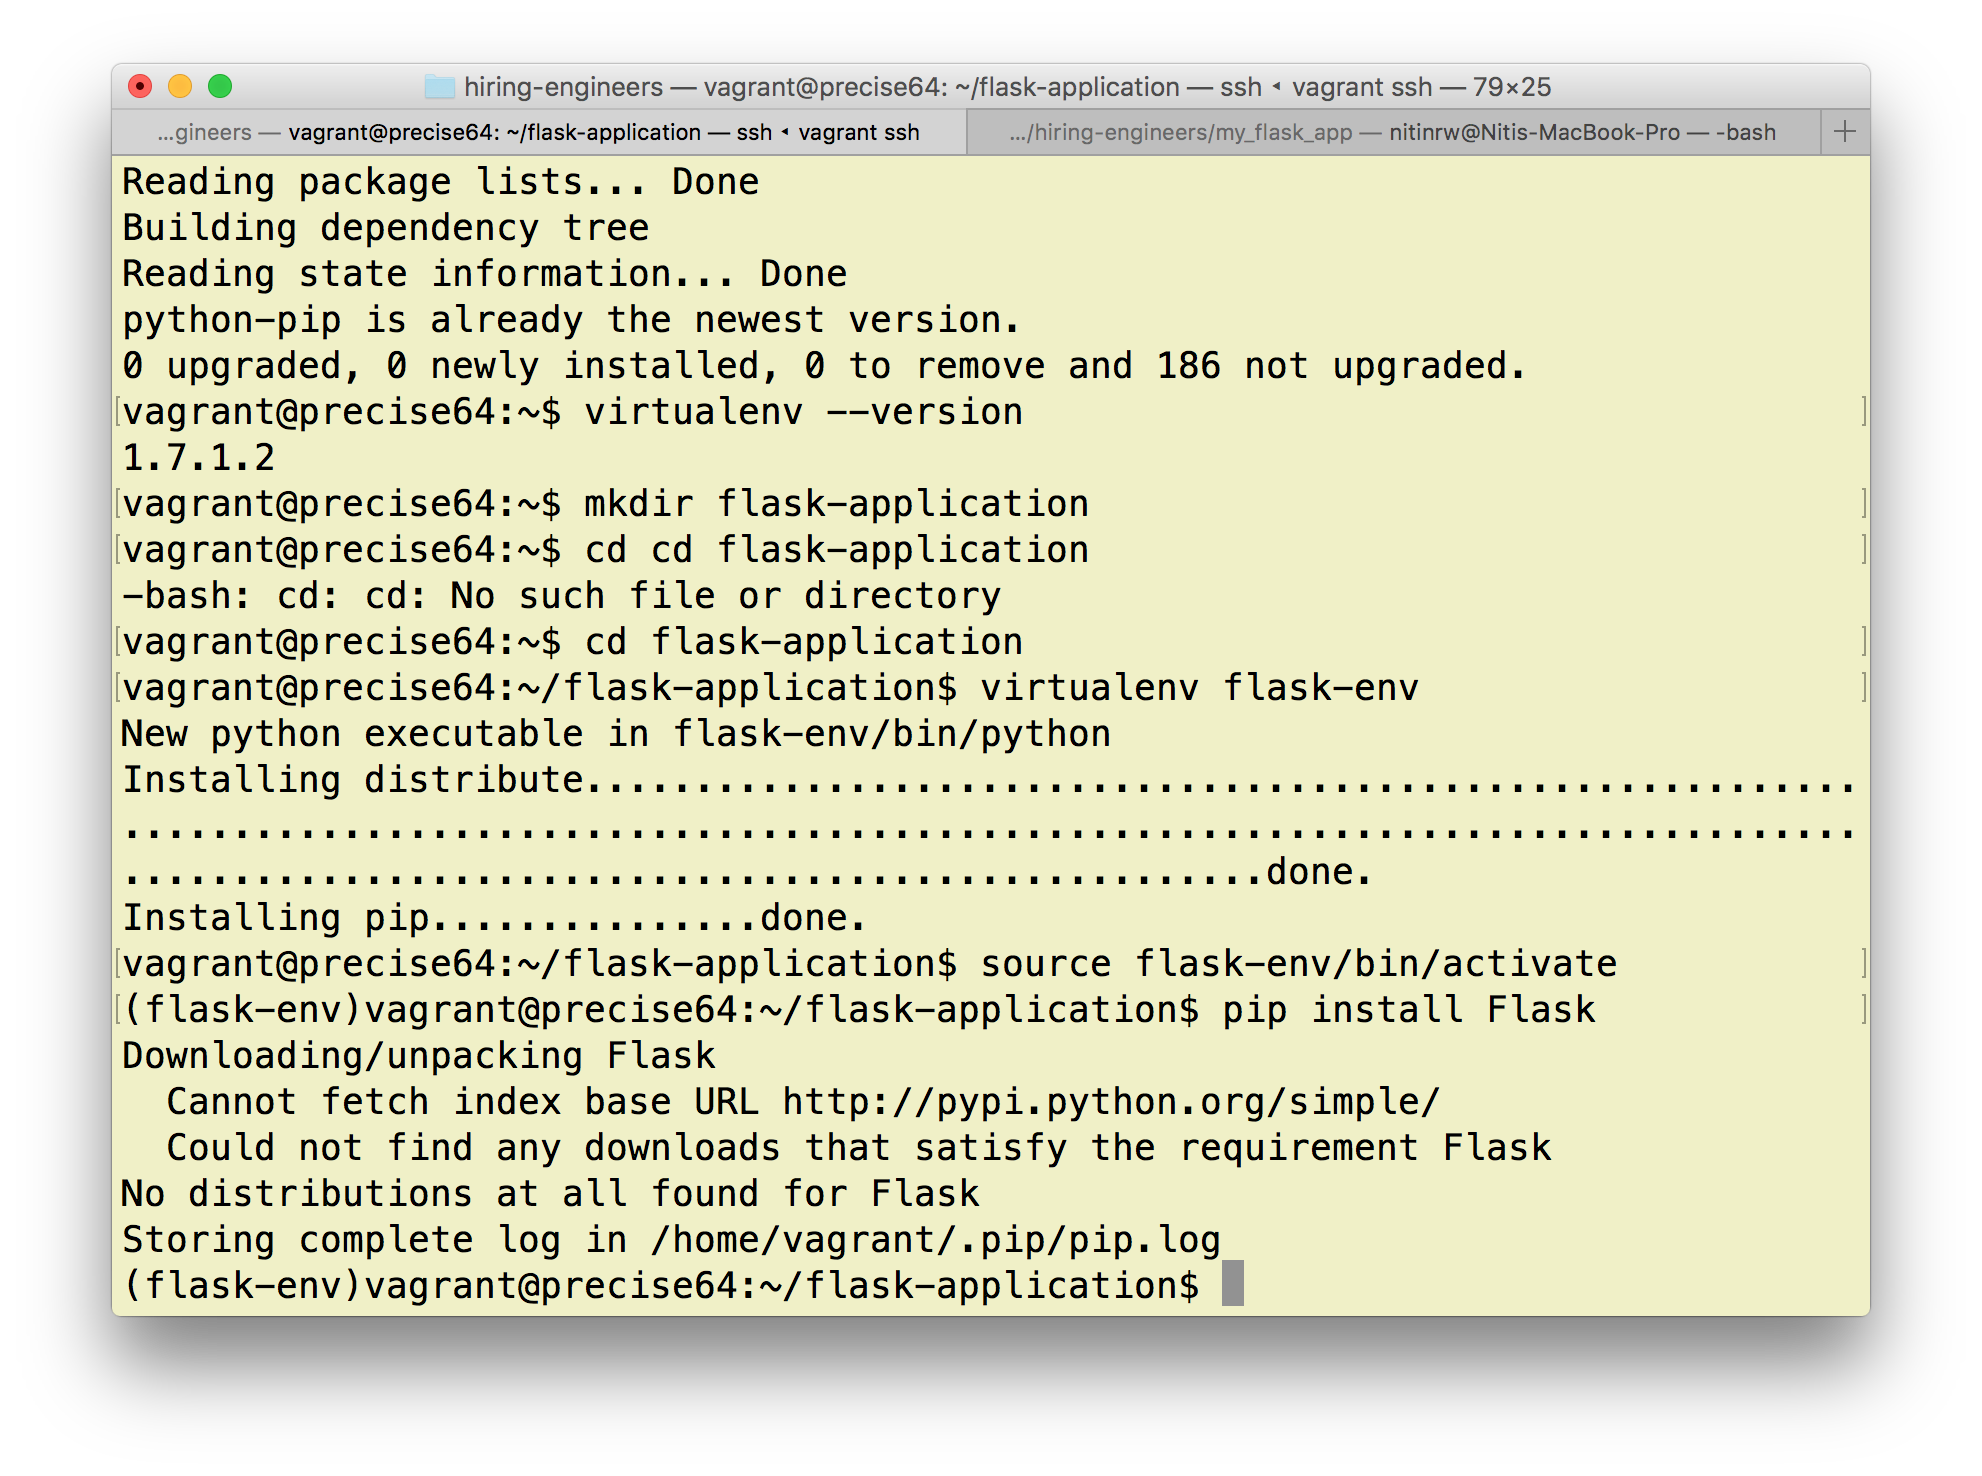 hiring-engineers — vagrant@precise64: ~/flask-application — ssh ◂ vagrant ssh — 79×25
...gineers — vagrant@precise64: ~/flask-application — ssh ◂ vagrant ssh
.../hiring-engineers/my_flask_app — nitinrw@Nitis-MacBook-Pro — -bash
Reading package lists... Done
Building dependency tree
Reading state information... Done
python-pip is already the newest version.
0 upgraded, 0 newly installed, 0 to remove and 186 not upgraded.
[vagrant@precise64:~$ virtualenv --version]
1.7.1.2
[vagrant@precise64:~$ mkdir flask-application]
[vagrant@precise64:~$ cd cd flask-application]
-bash: cd: cd: No such file or directory
[vagrant@precise64:~$ cd flask-application]
[vagrant@precise64:~/flask-application$ virtualenv flask-env]
New python executable in flask-env/bin/python
Installing distribute..........................................................
...............................................................................
....................................................done.
Installing pip...............done.
[vagrant@precise64:~/flask-application$ source flask-env/bin/activate]
[(flask-env)vagrant@precise64:~/flask-application$ pip install Flask]
Downloading/unpacking Flask
  Cannot fetch index base URL http://pypi.python.org/simple/
  Could not find any downloads that satisfy the requirement Flask
No distributions at all found for Flask
Storing complete log in /home/vagrant/.pip/pip.log
(flask-env)vagrant@precise64:~/flask-application$